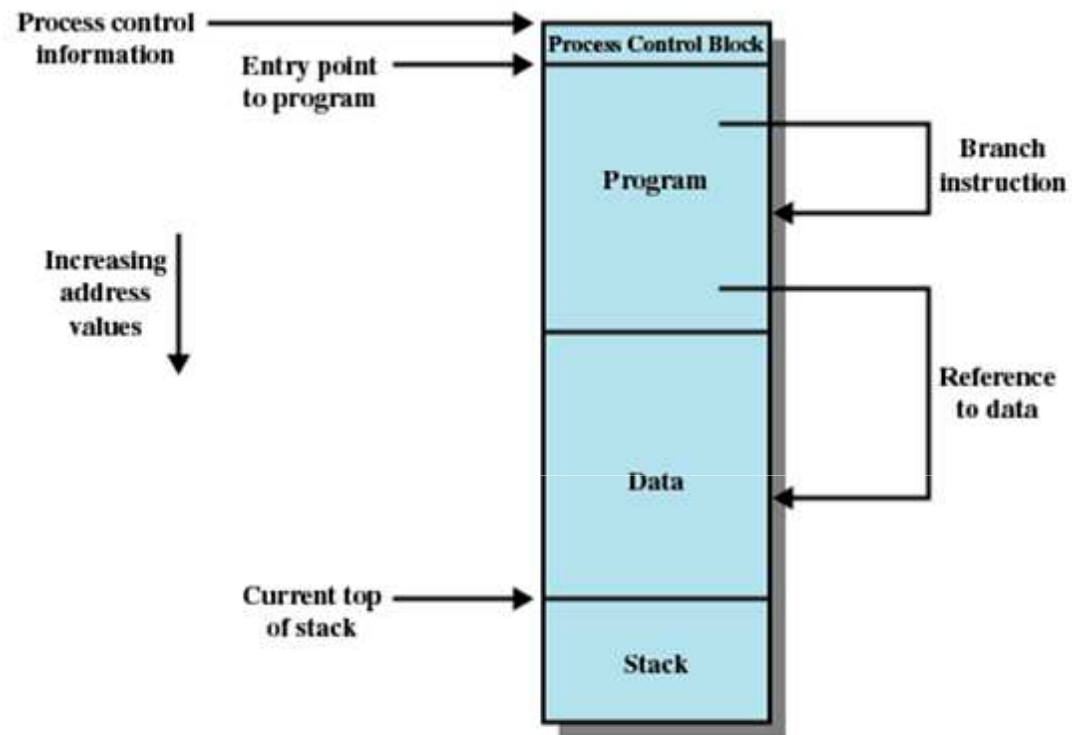 Process control
information
Process Control Block
Entry point
to program
Branch
instruction
Program
Increasing
address
values
Reference
to data
Data
Current top
of stack
Stack